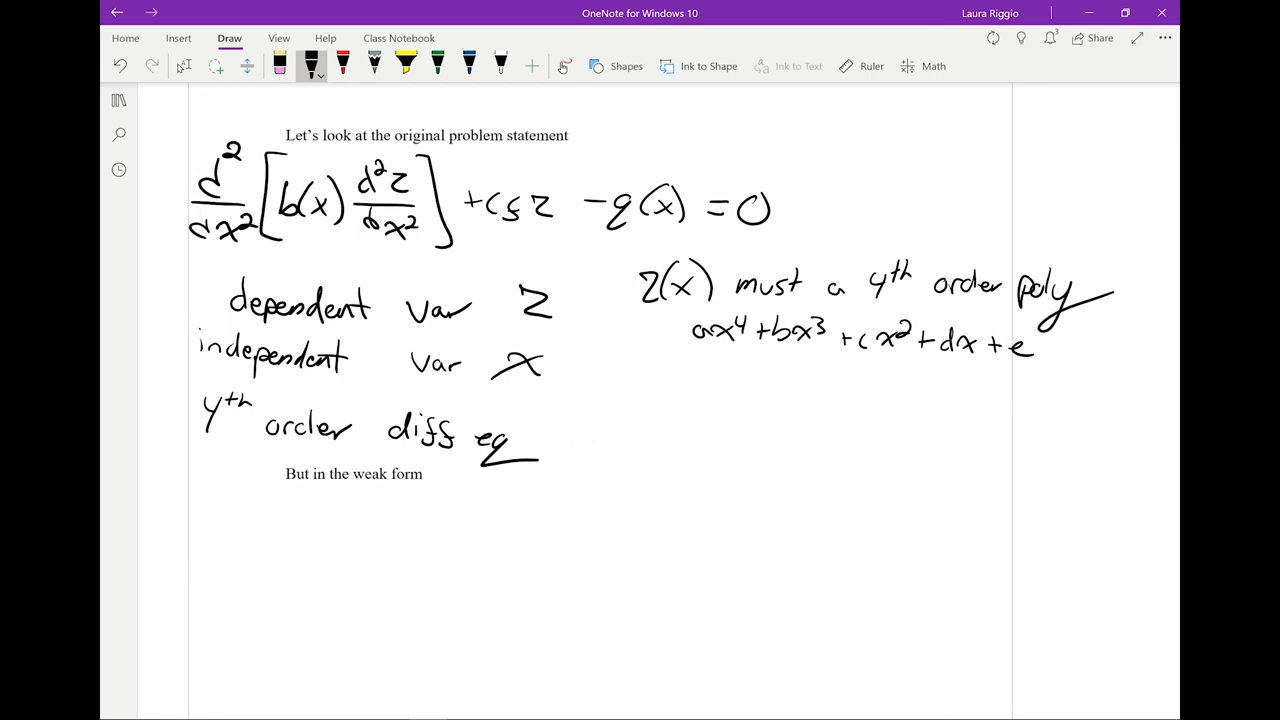 OneNote for Windows 10
Laura Riggio
Home Insert Draw View Help Class Notebook
3 Share
Shapes Ink to Shape Ink to Text Ruler Math
Let's look at the original problem statement
d²/dx² [b(x) d²z/dx²] + cfz - q(x) = 0
dependent var z
independent var x
4th order diff eq
z(x) must a 4th order poly
ax⁴ + bx³ + cx² + dx + e
But in the weak form